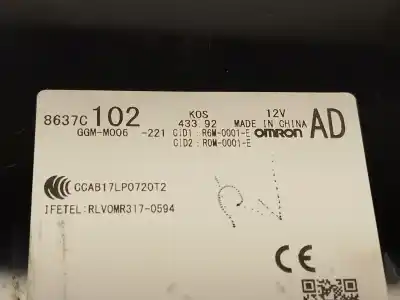 8637C 102 KOS 12V
GGM-M006 -221 433.92 MADE IN CHINA AD
CID1 : R6M-0001-E OMRON
CID2 : R0M-0001-E
CCAB17LP0720T2
IFETEL:RLVOMR317-0594
CE